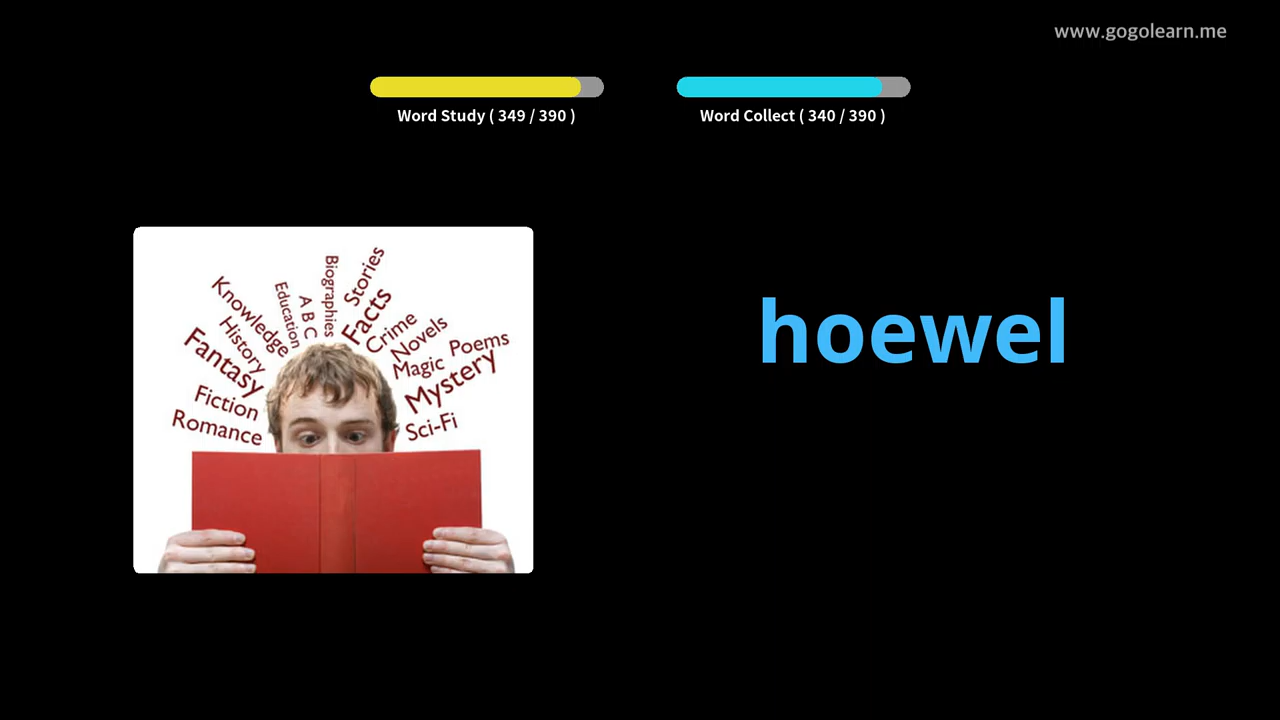 www.gogolearn.me
Word Study ( 349 / 390 )
Word Collect ( 340 / 390 )
hoewel
Knowledge
History
Fantasy
Fiction
Romance
Education
A B C
Biographies
Stories
Facts
Crime
Novels
Magic
Poems
Mystery
Sci-Fi